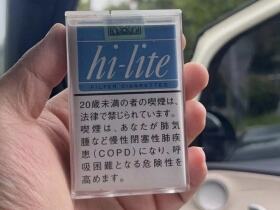 hi-lite
FILTER CIGARETTES
20歳未満の者の喫煙は、
法律で禁じられています。
喫煙は、あなたが肺気
腫など慢性閉塞性肺疾
患(COPD)になり、呼
吸困難となる危険性を
高めます。